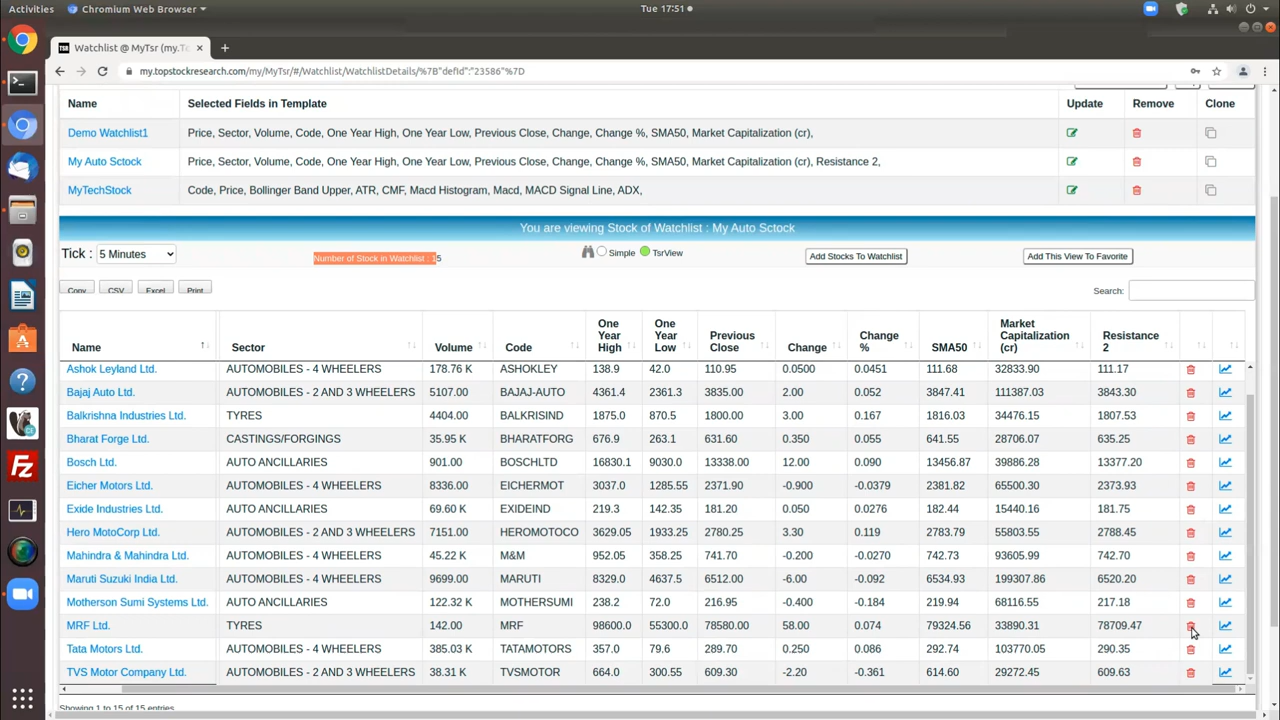 Activities Chromium Web Browser Tue 17:51
TSR Watchlist @ MyTsr (my.T
my.topstockresearch.com/my/MyTsr/#/Watchlist/WatchlistDetails/%7B"defId":"23586"%7D
Name Selected Fields in Template Update Remove Clone
Demo Watchlist1 Price, Sector, Volume, Code, One Year High, One Year Low, Previous Close, Change, Change %, SMA50, Market Capitalization (cr),
My Auto Sctock Price, Sector, Volume, Code, One Year High, One Year Low, Previous Close, Change, Change %, SMA50, Market Capitalization (cr), Resistance 2,
MyTechStock Code, Price, Bollinger Band Upper, ATR, CMF, Macd Histogram, Macd, MACD Signal Line, ADX,
You are viewing Stock of Watchlist : My Auto Sctock
Tick : 5 Minutes Number of Stock in Watchlist : 15 Simple TsrView Add Stocks To Watchlist Add This View To Favorite
Copy CSV Excel Print Search:
Name Sector Volume Code One Year High One Year Low Previous Close Change Change % SMA50 Market Capitalization (cr) Resistance 2
Ashok Leyland Ltd. AUTOMOBILES - 4 WHEELERS 178.76 K ASHOKLEY 138.9 42.0 110.95 0.0500 0.0451 111.68 32833.90 111.17
Bajaj Auto Ltd. AUTOMOBILES - 2 AND 3 WHEELERS 5107.00 BAJAJ-AUTO 4361.4 2361.3 3835.00 2.00 0.052 3847.41 111387.03 3843.30
Balkrishna Industries Ltd. TYRES 4404.00 BALKRISIND 1875.0 870.5 1800.00 3.00 0.167 1816.03 34476.15 1807.53
Bharat Forge Ltd. CASTINGS/FORGINGS 35.95 K BHARATFORG 676.9 263.1 631.60 0.350 0.055 641.55 28706.07 635.25
Bosch Ltd. AUTO ANCILLARIES 901.00 BOSCHLTD 16830.1 9030.0 13338.00 12.00 0.090 13456.87 39886.28 13377.20
Eicher Motors Ltd. AUTOMOBILES - 4 WHEELERS 8336.00 EICHERMOT 3037.0 1285.55 2371.90 -0.900 -0.0379 2381.82 65500.30 2373.93
Exide Industries Ltd. AUTO ANCILLARIES 69.60 K EXIDEIND 219.3 142.35 181.20 0.050 0.0276 182.44 15440.16 181.75
Hero MotoCorp Ltd. AUTOMOBILES - 2 AND 3 WHEELERS 7151.00 HEROMOTOCO 3629.05 1933.25 2780.25 3.30 0.119 2783.79 55803.55 2788.45
Mahindra & Mahindra Ltd. AUTOMOBILES - 4 WHEELERS 45.22 K M&M 952.05 358.25 741.70 -0.200 -0.0270 742.73 93605.99 742.70
Maruti Suzuki India Ltd. AUTOMOBILES - 4 WHEELERS 9699.00 MARUTI 8329.0 4637.5 6512.00 -6.00 -0.092 6534.93 199307.86 6520.20
Motherson Sumi Systems Ltd. AUTO ANCILLARIES 122.32 K MOTHERSUMI 238.2 72.0 216.95 -0.400 -0.184 219.94 68116.55 217.18
MRF Ltd. TYRES 142.00 MRF 98600.0 55300.0 78580.00 58.00 0.074 79324.56 33890.31 78709.47
Tata Motors Ltd. AUTOMOBILES - 4 WHEELERS 385.03 K TATAMOTORS 357.0 79.6 289.70 0.250 0.086 292.74 103770.05 290.35
TVS Motor Company Ltd. AUTOMOBILES - 2 AND 3 WHEELERS 38.31 K TVSMOTOR 664.0 300.55 609.30 -2.20 -0.361 614.60 29272.45 609.63
Showing 1 to 15 of 15 entries